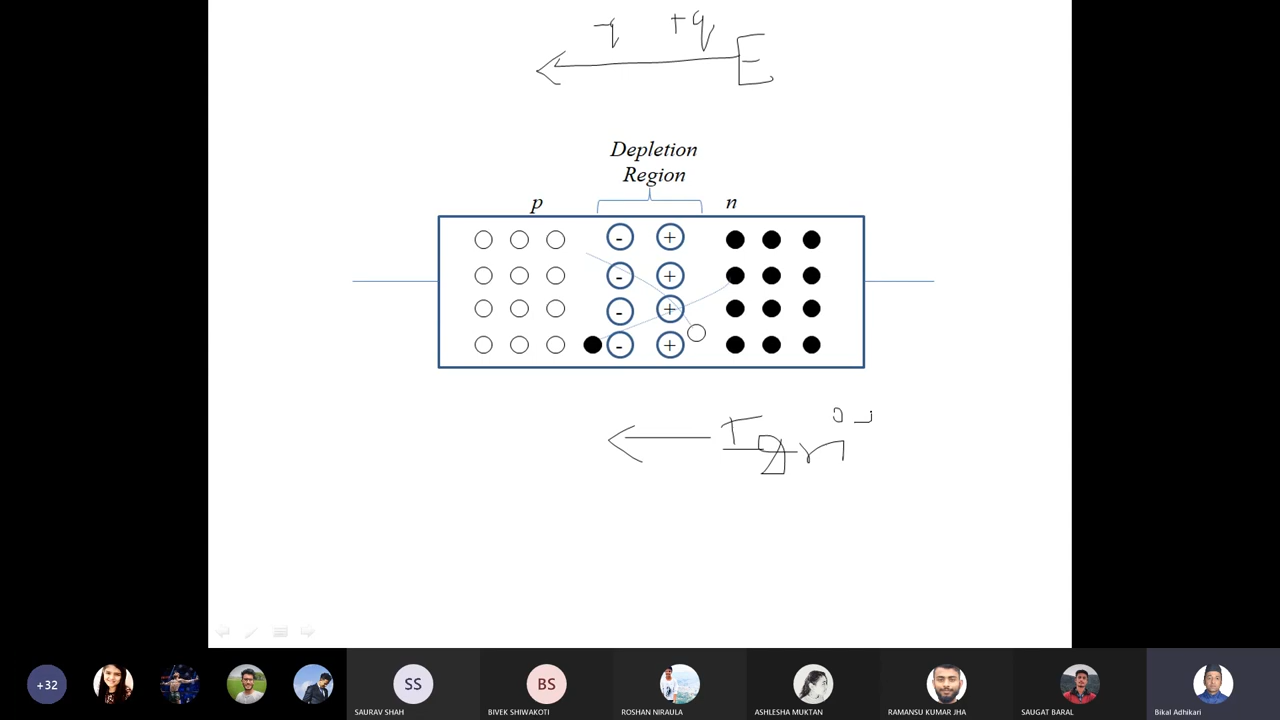 -q +q
E
Depletion
Region
p n
- + 
- + 
- + 
- + 
+32
SS
BS
SAURAV SHAH
BIVEK SHIWAKOTI
ROSHAN NIRAULA
ASHLESHA MUKTAN
RAMANSU KUMAR JHA
SAUGAT BARAL
Bikal Adhikari